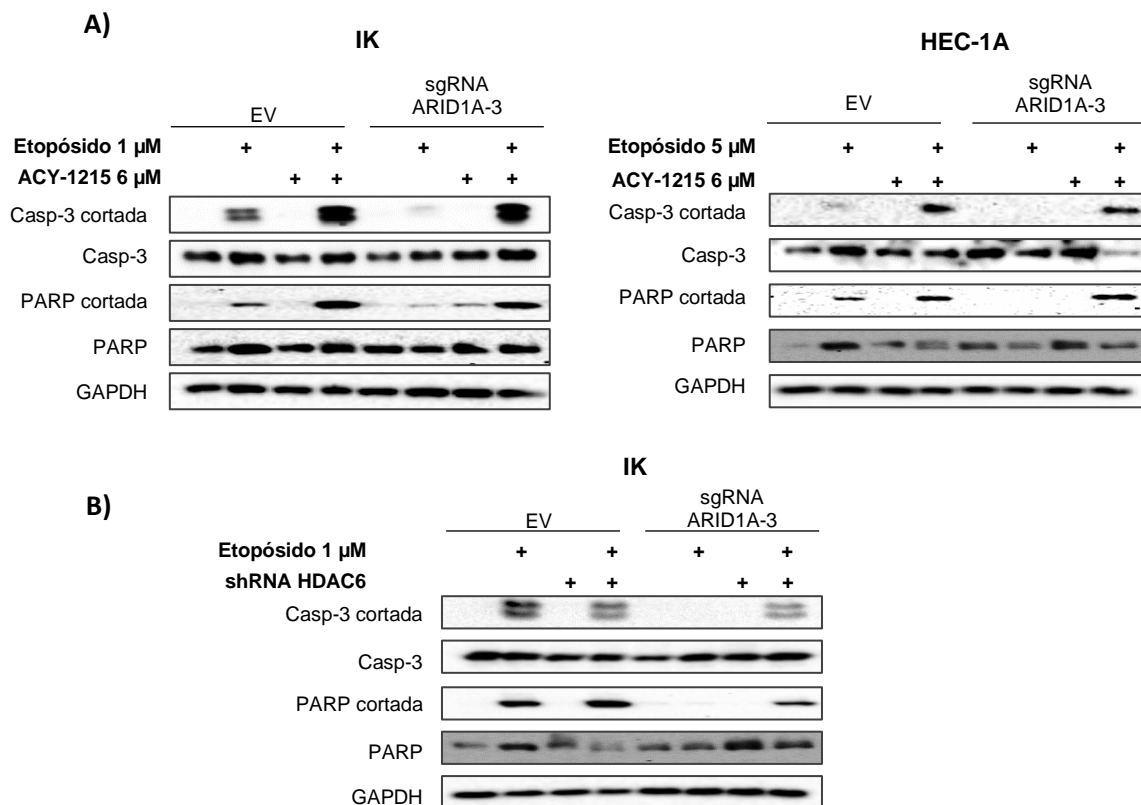 A)
IK
EV
sgRNA
ARID1A-3
Etopósido 1 µM + + + +
ACY-1215 6 µM + + + +
Casp-3 cortada
Casp-3
PARP cortada
PARP
GAPDH
HEC-1A
EV
sgRNA
ARID1A-3
Etopósido 5 µM + + + +
ACY-1215 6 µM + + + +
Casp-3 cortada
Casp-3
PARP cortada
PARP
GAPDH
B)
IK
EV
sgRNA
ARID1A-3
Etopósido 1 µM + + + +
shRNA HDAC6 + + + +
Casp-3 cortada
Casp-3
PARP cortada
PARP
GAPDH